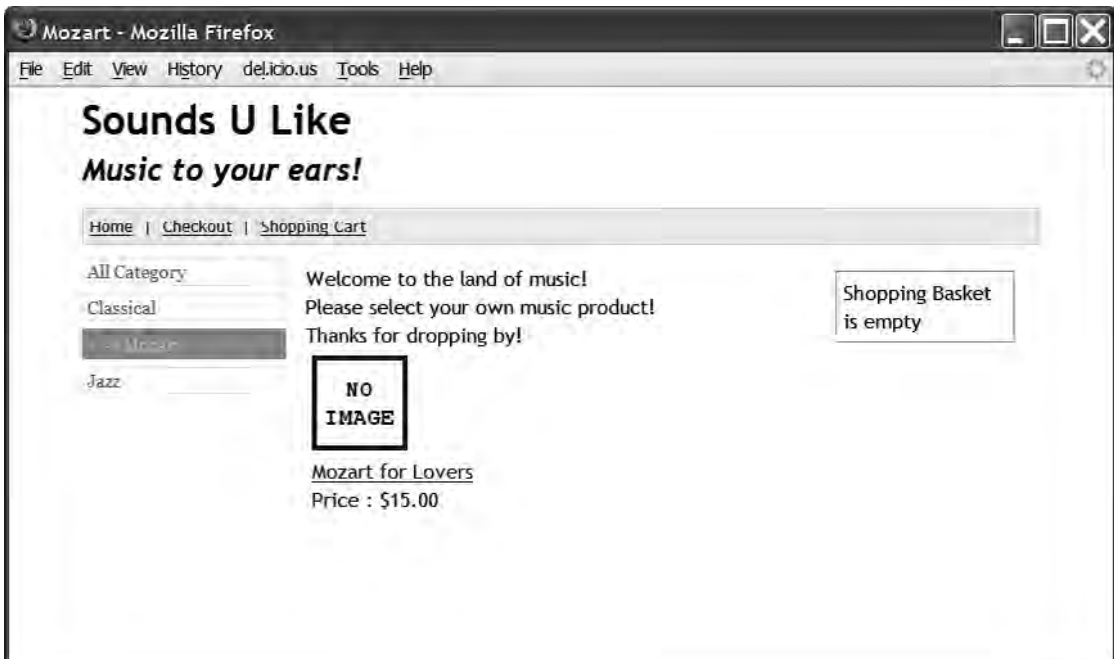 Mozart - Mozilla Firefox
File Edit View History del.icio.us Tools Help
Sounds U Like
Music to your ears!
Home | Checkout | Shopping Cart
All Category
Classical
Mozart
Jazz
Welcome to the land of music!
Please select your own music product!
Thanks for dropping by!
NO
IMAGE
Mozart for Lovers
Price : $15.00
Shopping Basket
is empty